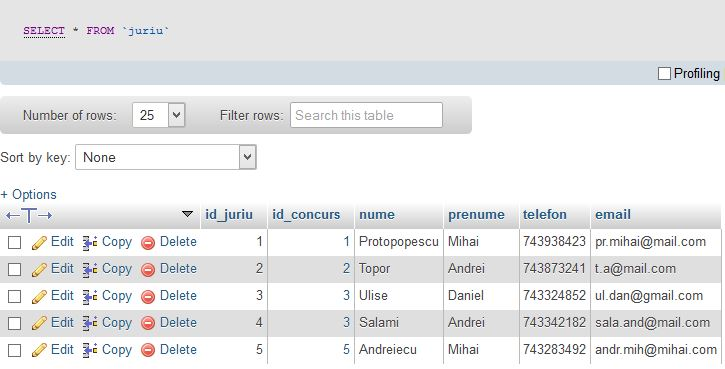 SELECT * FROM `juriu`
Profiling
Number of rows: 25 Filter rows: Search this table
Sort by key: None
+ Options
←T→ id_juriu id_concurs nume prenume telefon email
Edit Copy Delete 1 1 Protopopescu Mihai 743938423 pr.mihai@mail.com
Edit Copy Delete 2 2 Topor Andrei 743873241 t.a@mail.com
Edit Copy Delete 3 3 Ulise Daniel 743324852 ul.dan@gmail.com
Edit Copy Delete 4 3 Salami Andrei 743342182 sala.and@mail.com
Edit Copy Delete 5 5 Andreiecu Mihai 743283492 andr.mih@mihai.com